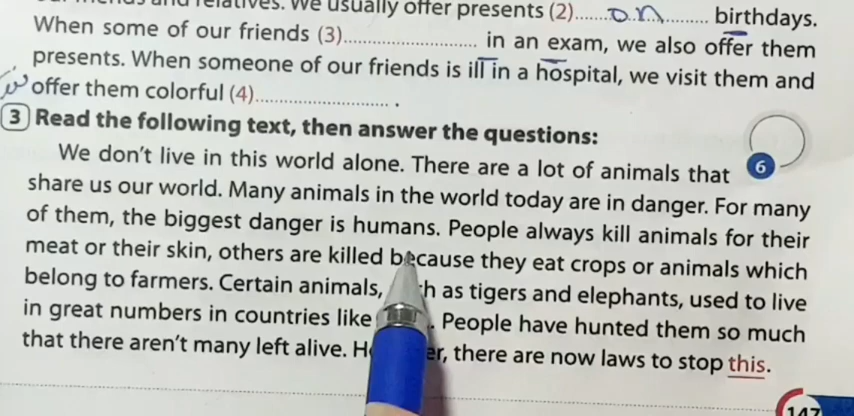 and relatives. We usually offer presents (2).......on......... birthdays.
When some of our friends (3)............................ in an exam, we also offer them
presents. When someone of our friends is ill in a hospital, we visit them and
offer them colorful (4)............................ .
3 Read the following text, then answer the questions:
6
We don't live in this world alone. There are a lot of animals that
share us our world. Many animals in the world today are in danger. For many
of them, the biggest danger is humans. People always kill animals for their
meat or their skin, others are killed because they eat crops or animals which
belong to farmers. Certain animals, as tigers and elephants, used to live
in great numbers in countries like . People have hunted them so much
that there aren't many left alive. , there are now laws to stop this.
147